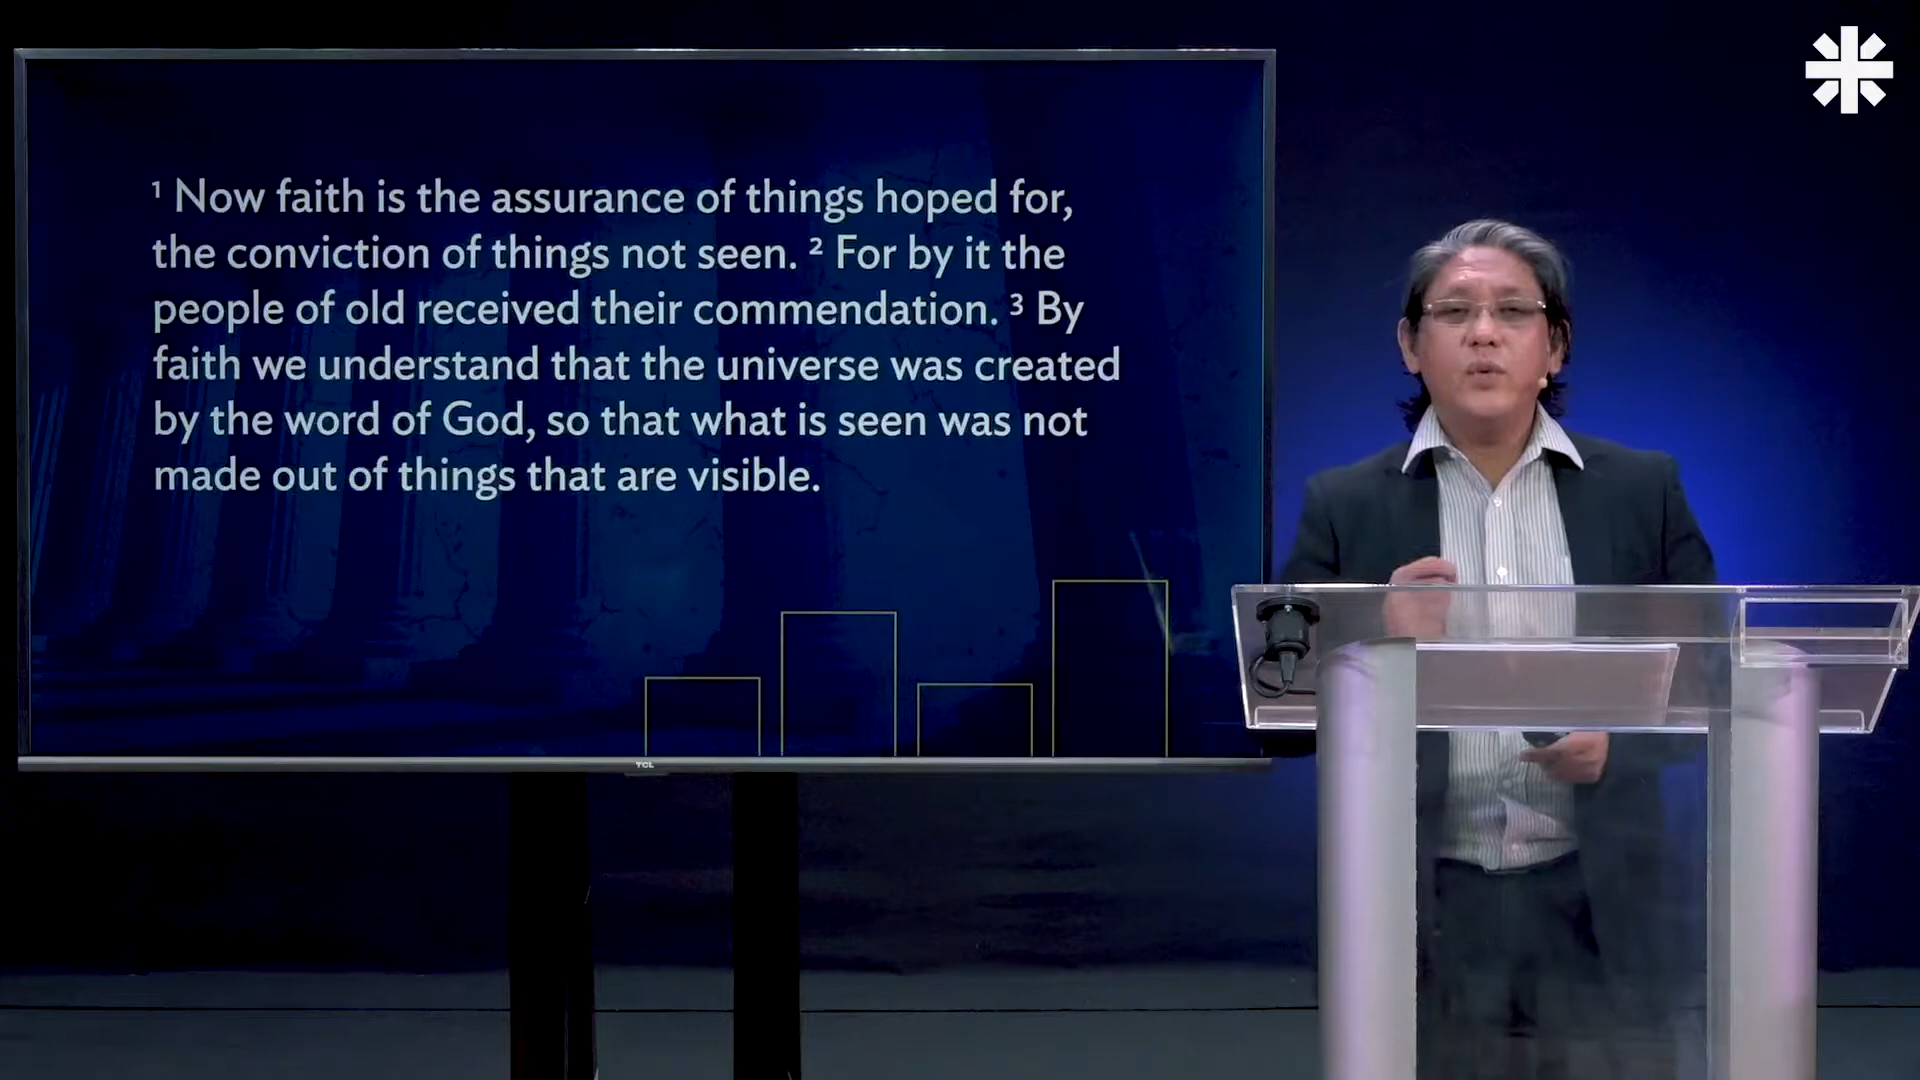 ¹ Now faith is the assurance of things hoped for,
the conviction of things not seen. ² For by it the
people of old received their commendation. ³ By
faith we understand that the universe was created
by the word of God, so that what is seen was not
made out of things that are visible.
TCL